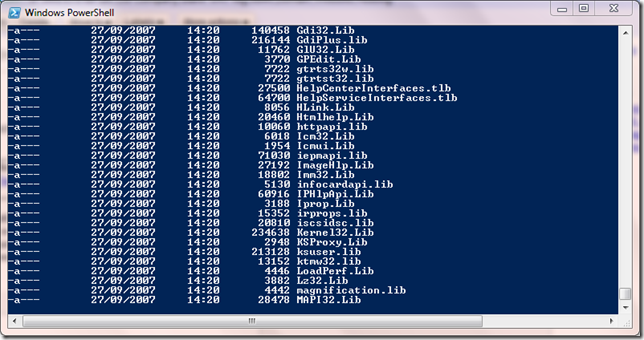 Windows PowerShell
-a--- 27/09/2007 14:20 140458 Gdi32.Lib
-a--- 27/09/2007 14:20 216144 GdiPlus.lib
-a--- 27/09/2007 14:20 11762 GlU32.Lib
-a--- 27/09/2007 14:20 3770 GPEdit.Lib
-a--- 27/09/2007 14:20 7722 gtrts32w.lib
-a--- 27/09/2007 14:20 7722 gtrtst32.lib
-a--- 27/09/2007 14:20 27500 HelpCenterInterfaces.tlb
-a--- 27/09/2007 14:20 64700 HelpServiceInterfaces.tlb
-a--- 27/09/2007 14:20 8056 HLink.Lib
-a--- 27/09/2007 14:20 20460 Htmlhelp.Lib
-a--- 27/09/2007 14:20 10060 httpapi.lib
-a--- 27/09/2007 14:20 6018 Icm32.Lib
-a--- 27/09/2007 14:20 1954 Icmui.Lib
-a--- 27/09/2007 14:20 71030 iepmapi.lib
-a--- 27/09/2007 14:20 27192 ImageHlp.Lib
-a--- 27/09/2007 14:20 18802 Imm32.Lib
-a--- 27/09/2007 14:20 5130 infocardapi.lib
-a--- 27/09/2007 14:20 60916 IPHlpApi.Lib
-a--- 27/09/2007 14:20 3188 Iprop.Lib
-a--- 27/09/2007 14:20 15352 irprops.lib
-a--- 27/09/2007 14:20 20810 iscsidsc.lib
-a--- 27/09/2007 14:20 234638 Kernel32.Lib
-a--- 27/09/2007 14:20 2948 KSProxy.Lib
-a--- 27/09/2007 14:20 213128 ksuser.lib
-a--- 27/09/2007 14:20 13152 ktmw32.lib
-a--- 27/09/2007 14:20 4446 LoadPerf.Lib
-a--- 27/09/2007 14:20 3882 Lz32.Lib
-a--- 27/09/2007 14:20 4442 magnification.lib
-a--- 27/09/2007 14:20 28478 MAPI32.Lib